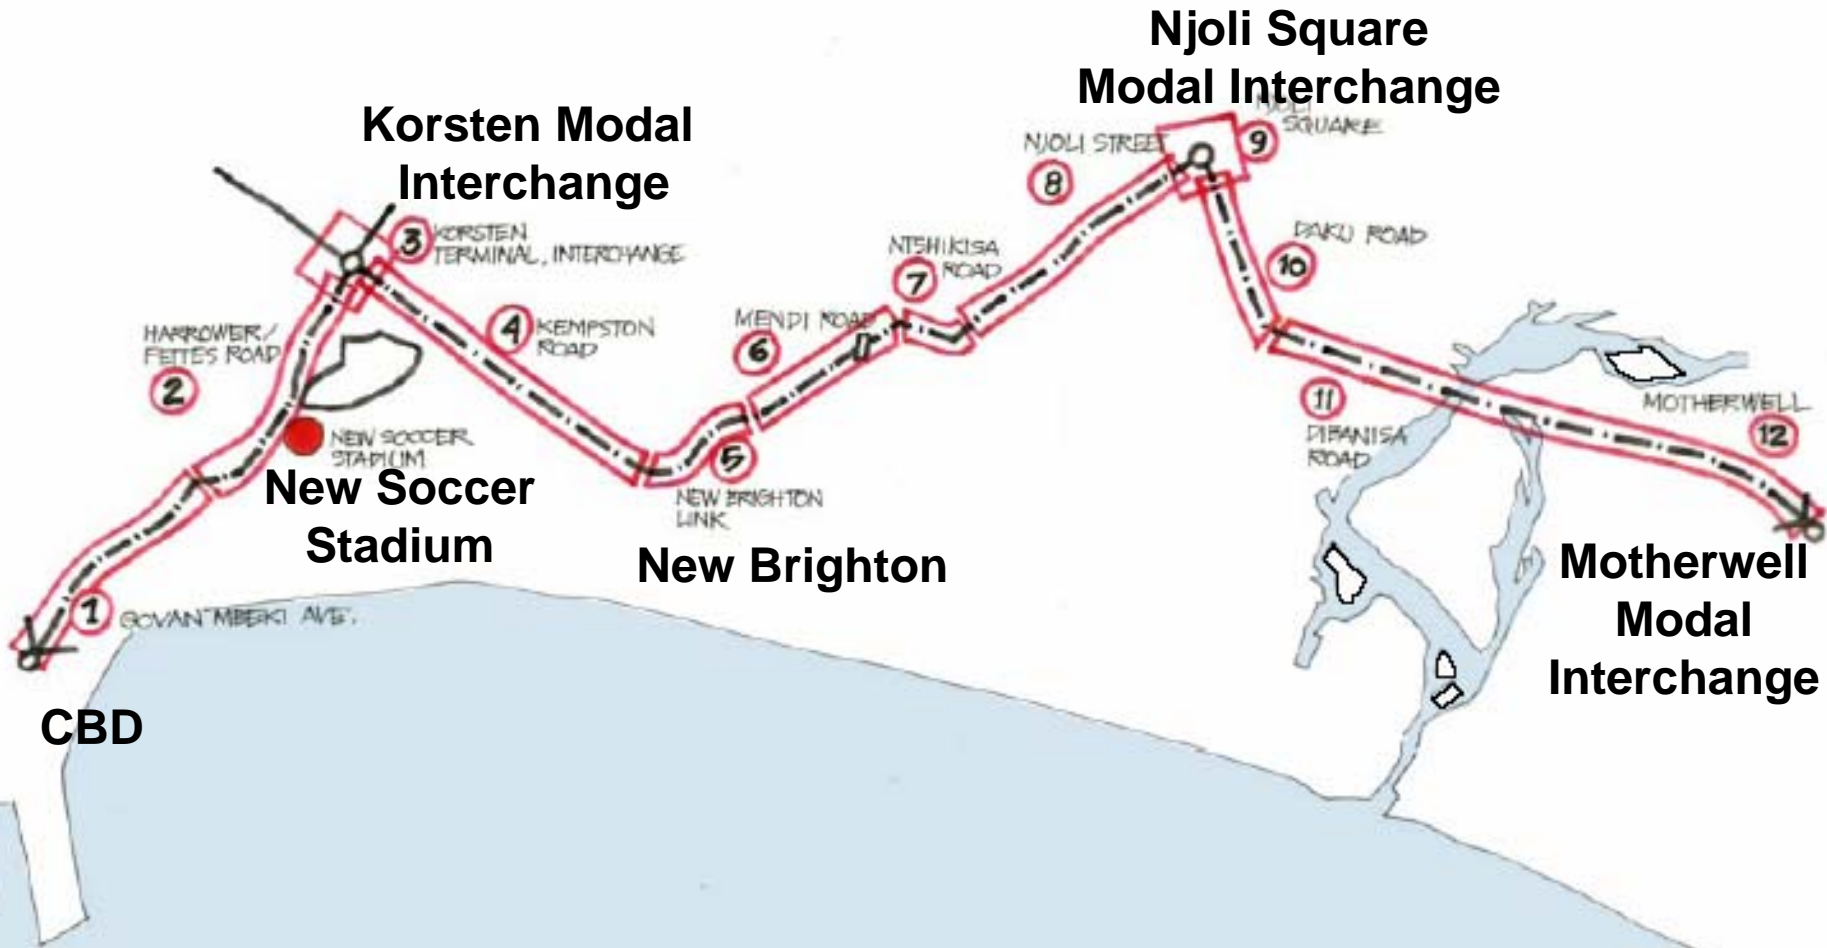 Njoli Square
Modal Interchange
NJOLI
SQUARE
9
Korsten Modal
Interchange
NJOLI STREET
8
3
KORSTEN
TERMINAL, INTERCHANGE
NTSHIKISA
ROAD
7
DAKU ROAD
10
HARROWER/
FETTES ROAD
2
4
KEMPSTON
ROAD
MENDI ROAD
6
11
DIBANISA
ROAD
MOTHERWELL
12
NEW SOCCER
STADIUM
New Soccer
Stadium
5
NEW BRIGHTON
LINK
New Brighton
Motherwell
Modal
Interchange
1
GOVAN MBEKI AVE.
CBD